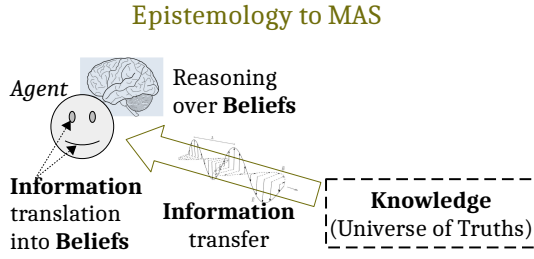 Epistemology to MAS
Agent
Reasoning
over Beliefs
Information
translation
into Beliefs
Information
transfer
Knowledge
(Universe of Truths)